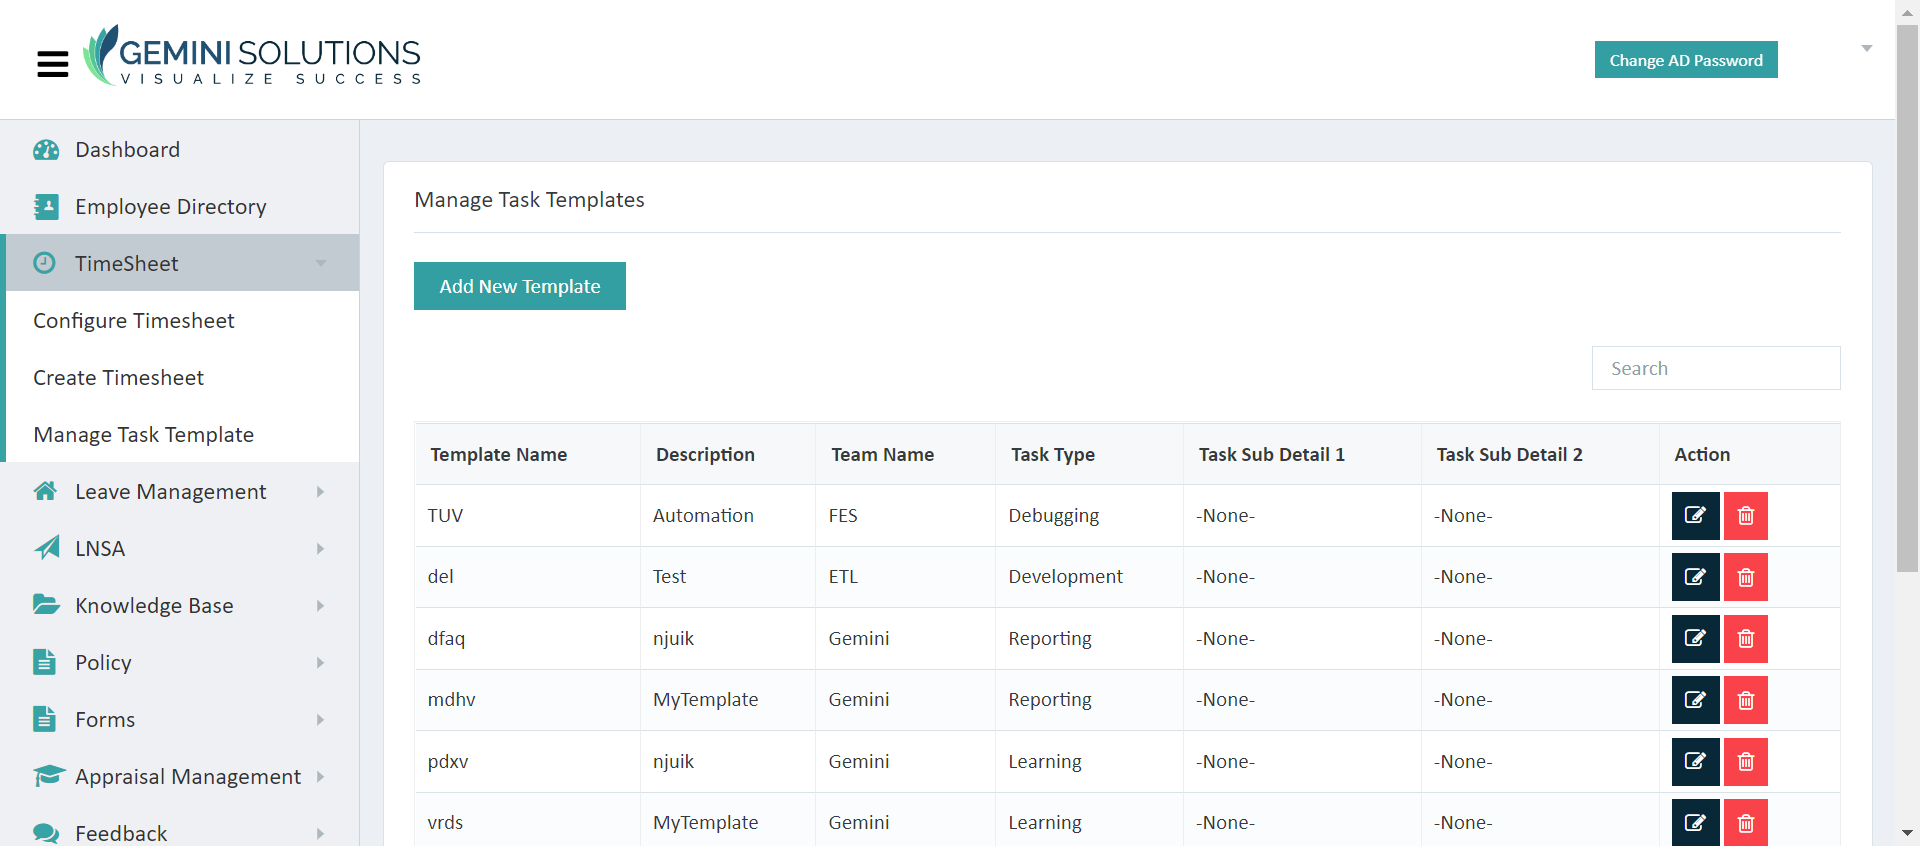 GEMINI SOLUTIONS
VISUALIZE SUCCESS
Change AD Password
Dashboard
Employee Directory
TimeSheet
Configure Timesheet
Create Timesheet
Manage Task Template
Leave Management
LNSA
Knowledge Base
Policy
Forms
Appraisal Management
Feedback
Manage Task Templates
Add New Template
Search
Template Name Description Team Name Task Type Task Sub Detail 1 Task Sub Detail 2 Action
TUV Automation FES Debugging -None- -None-
del Test ETL Development -None- -None-
dfaq njuik Gemini Reporting -None- -None-
mdhv MyTemplate Gemini Reporting -None- -None-
pdxv njuik Gemini Learning -None- -None-
vrds MyTemplate Gemini Learning -None- -None-